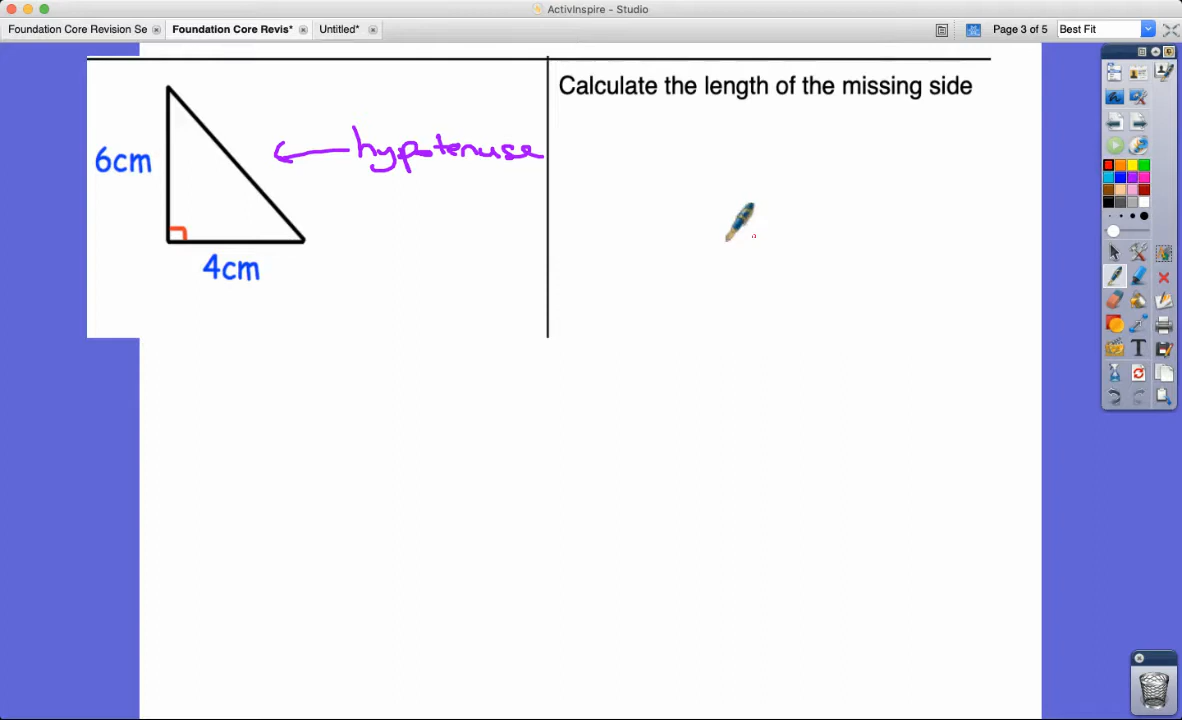 ActivInspire - Studio
Foundation Core Revision Se
Foundation Core Revis*
Untitled*
Page 3 of 5
Best Fit
Calculate the length of the missing side
hypotenuse
6cm
4cm
T